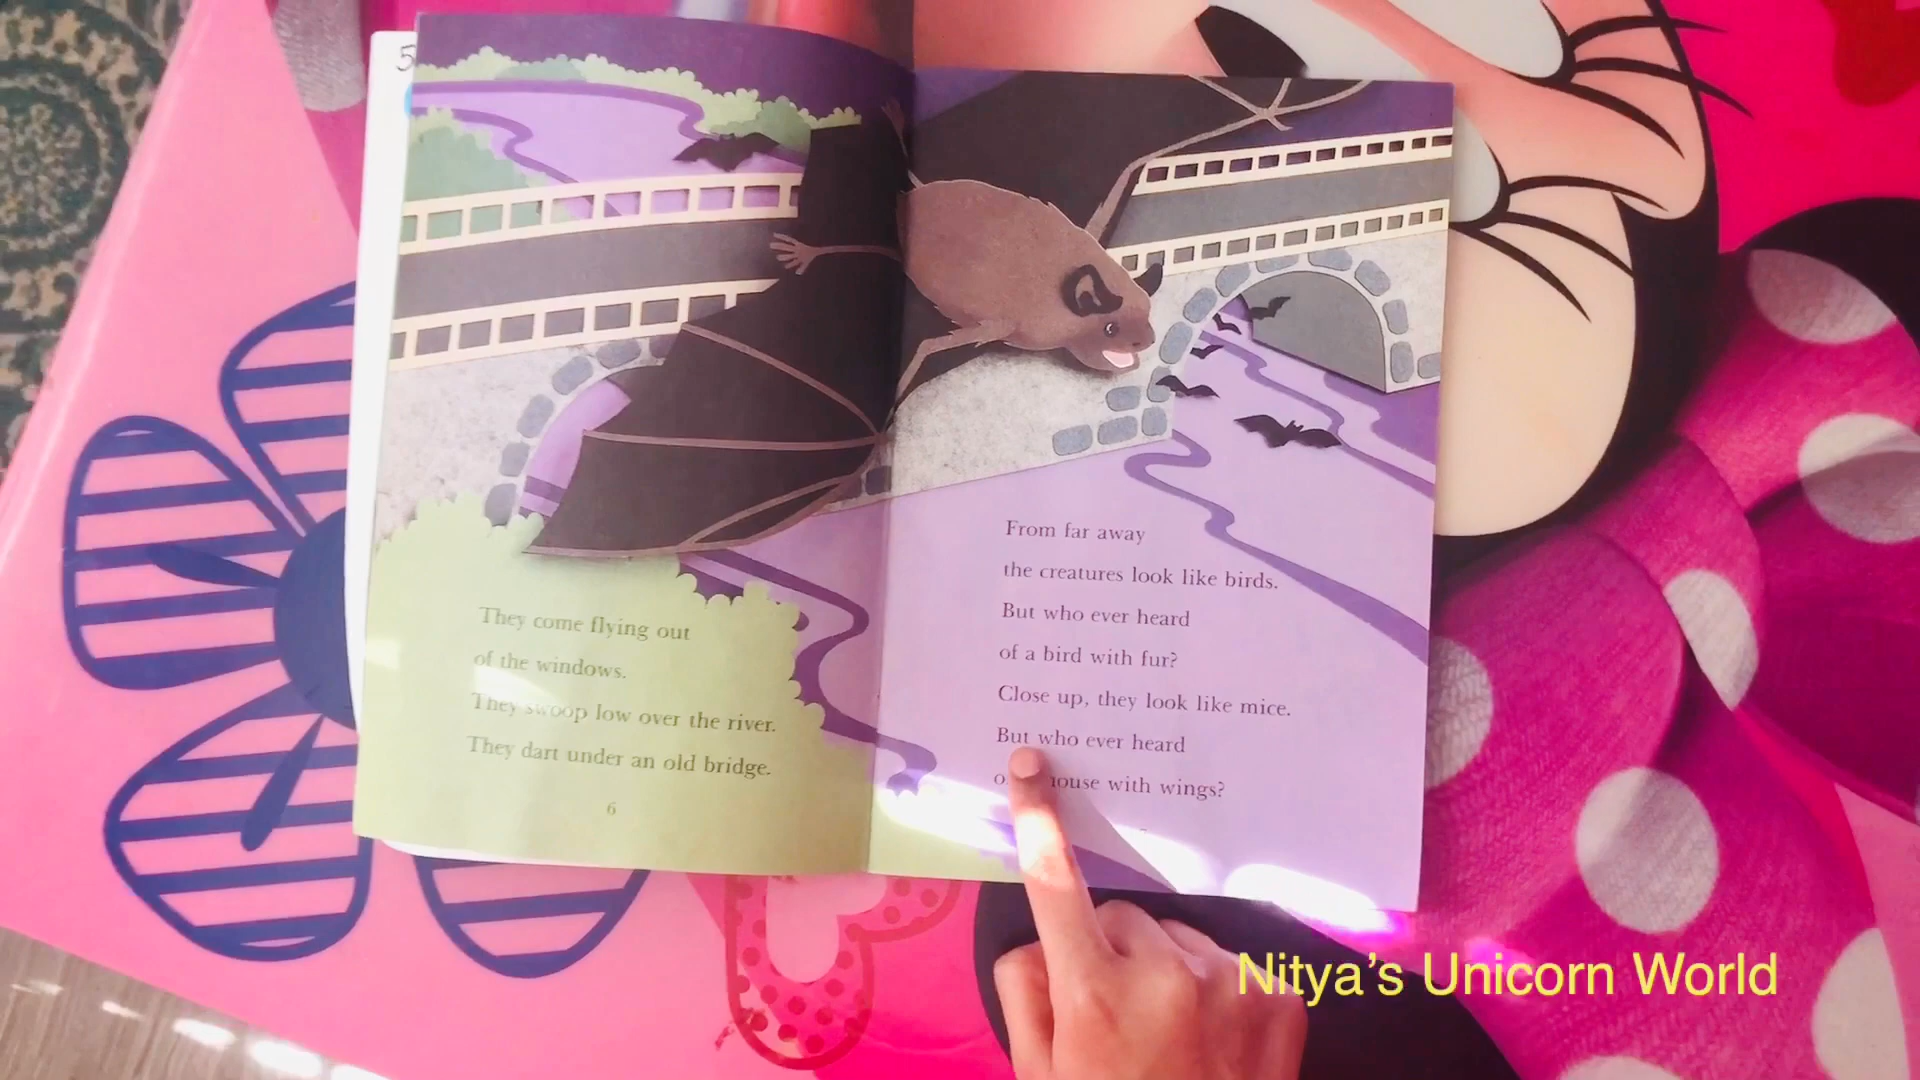 5
They come flying out
of the windows.
They swoop low over the river.
They dart under an old bridge.
6
From far away
the creatures look like birds.
But who ever heard
of a bird with fur?
Close up, they look like mice.
But who ever heard
with wings?
Nitya's Unicorn World